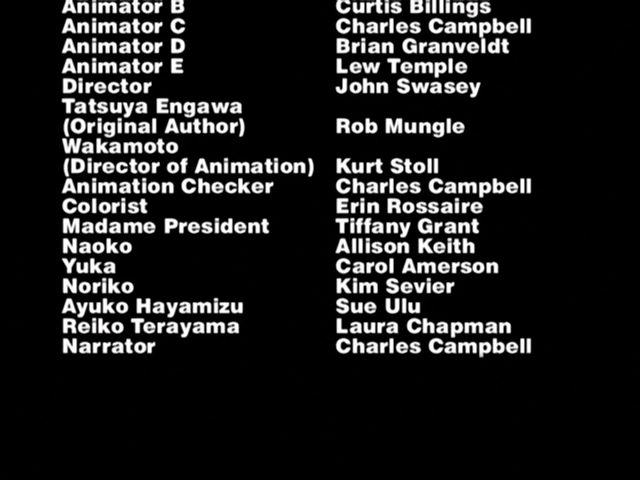 Animator B Curtis Billings
Animator C Charles Campbell
Animator D Brian Granveldt
Animator E Lew Temple
Director John Swasey
Tatsuya Engawa
(Original Author) Rob Mungle
Wakamoto
(Director of Animation) Kurt Stoll
Animation Checker Charles Campbell
Colorist Erin Rossaire
Madame President Tiffany Grant
Naoko Allison Keith
Yuka Carol Amerson
Noriko Kim Sevier
Ayuko Hayamizu Sue Ulu
Reiko Terayama Laura Chapman
Narrator Charles Campbell